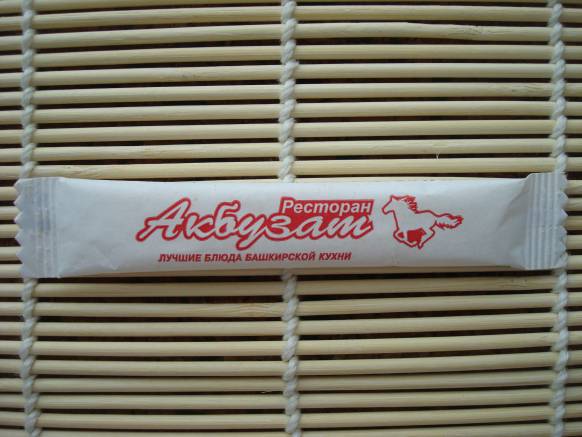 Ресторан
Акбузат
ЛУЧШИЕ БЛЮДА БАШКИРСКОЙ КУХНИ